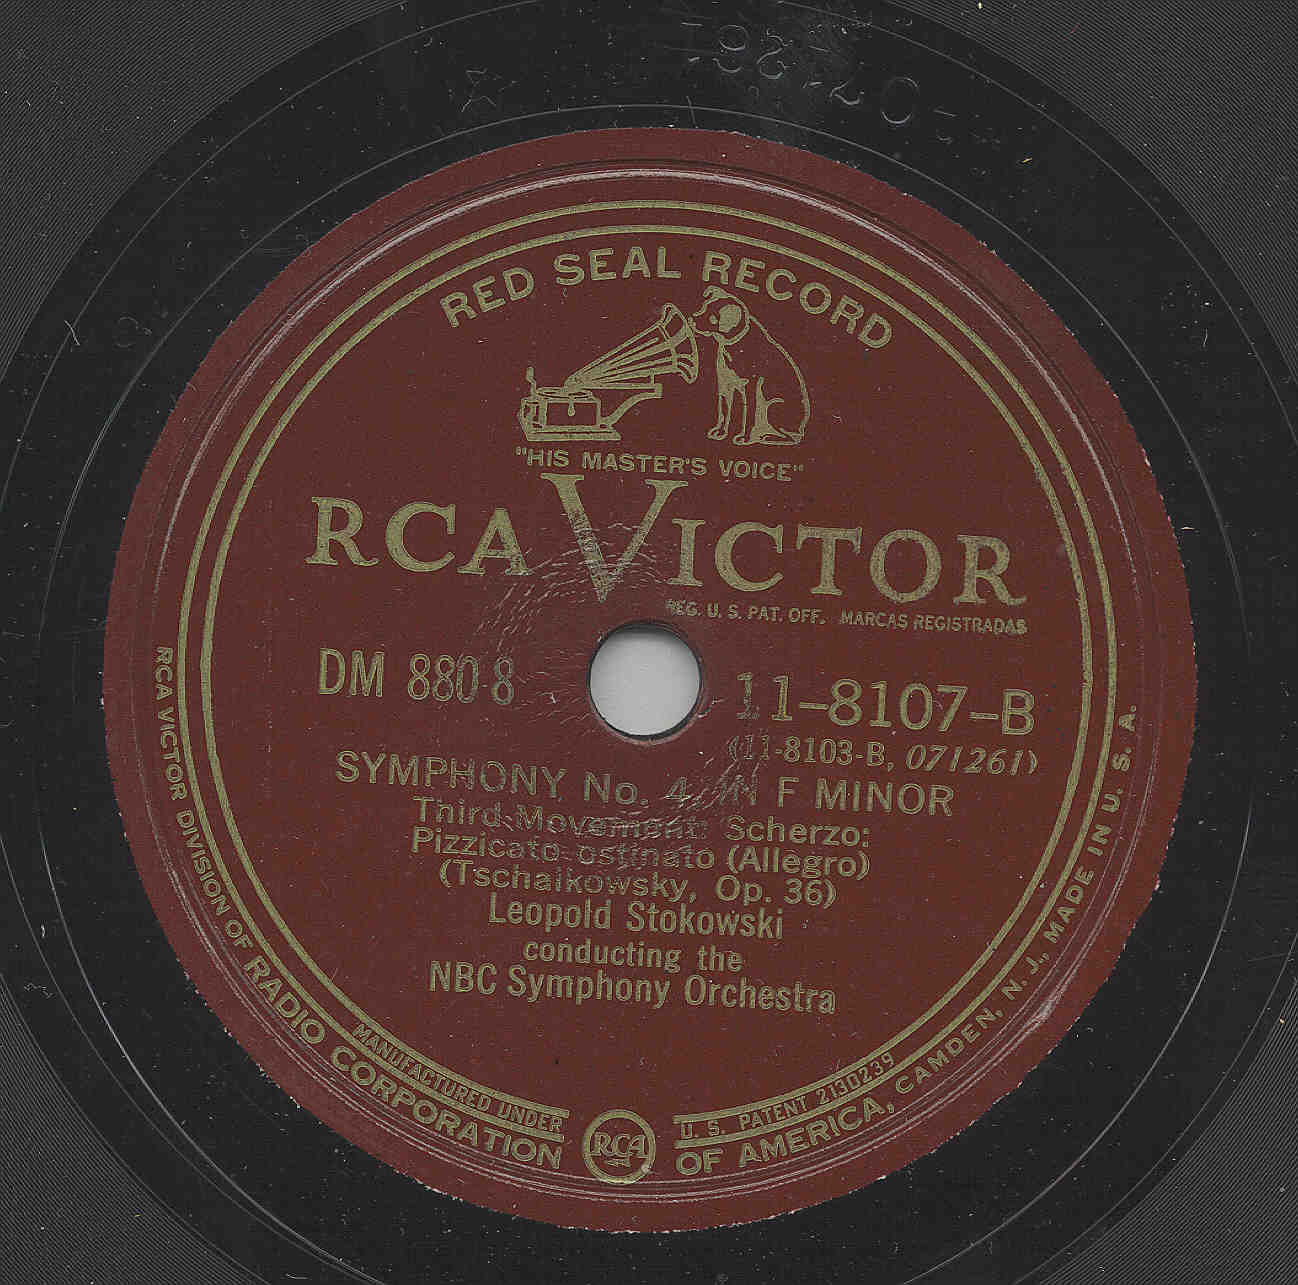 RED SEAL RECORD
"HIS MASTER'S VOICE"
RCA VICTOR
REG. U. S. PAT. OFF. MARCAS REGISTRADAS
DM 880-8
11-8107-B
(11-8103-B, 071261)
SYMPHONY No. 4, IN F MINOR
Third Movement: Scherzo:
Pizzicato ostinato (Allegro)
(Tschaikowsky, Op. 36)
Leopold Stokowski
conducting the
NBC Symphony Orchestra
MANUFACTURED UNDER
U. S. PATENT 2130239
RCA VICTOR DIVISION OF RADIO CORPORATION
RCA
OF AMERICA, CAMDEN, N. J., MADE IN U. S. A.